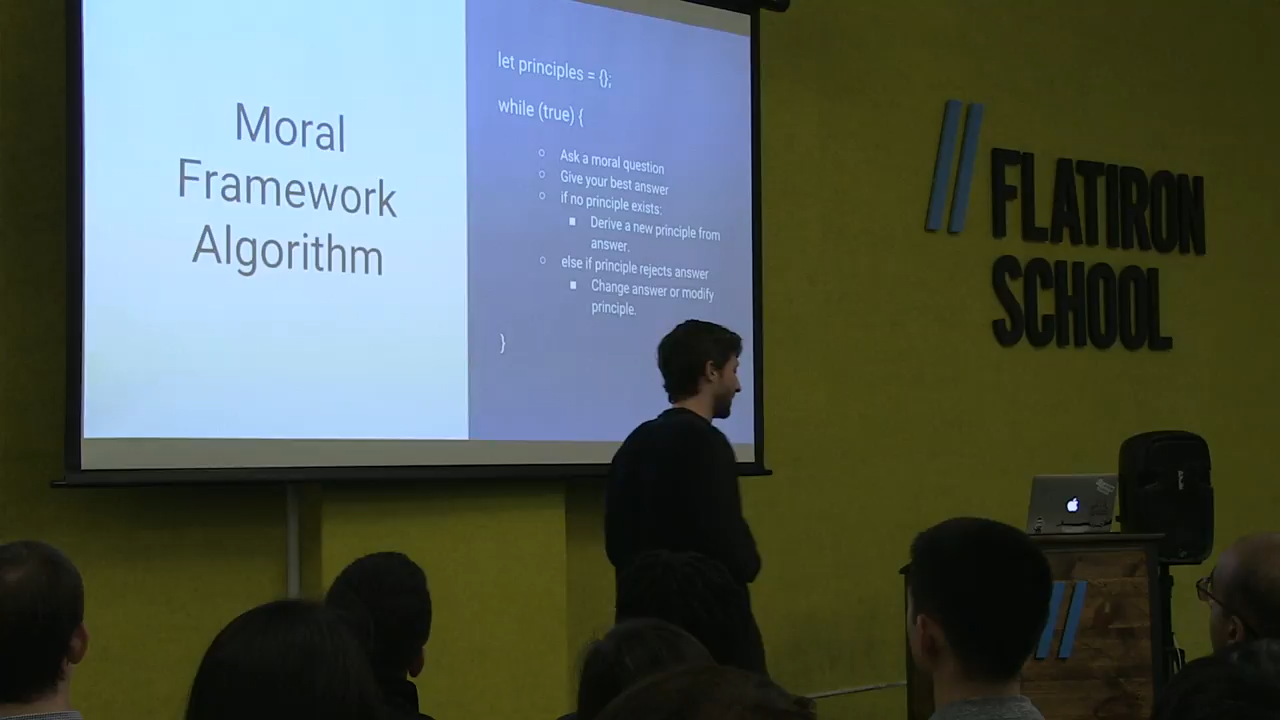 Moral
Framework
Algorithm
let principles = {};
while (true) {
Ask a moral question
Give your best answer
if no principle exists:
Derive a new principle from
answer.
else if principle rejects answer
Change answer or modify
principle.
}
// FLATIRON
SCHOOL
//